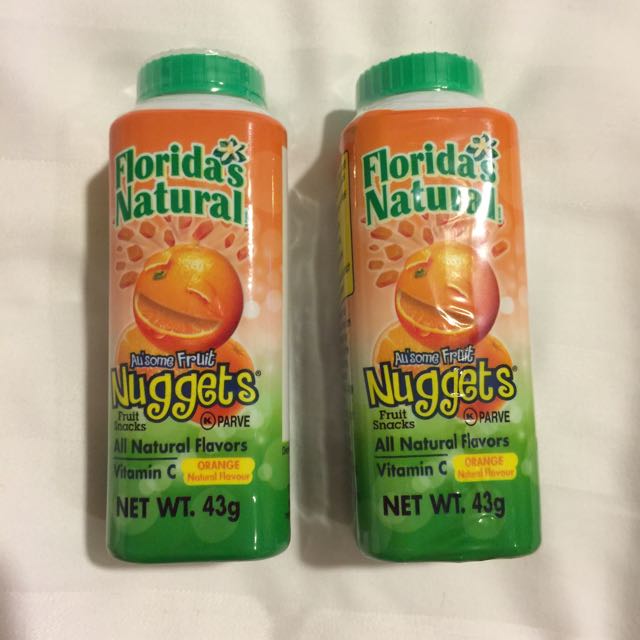 Florida's
Natural
Au'some Fruit
Nuggets®
Fruit
Snacks
K PARVE
All Natural Flavors
Vitamin C
ORANGE
Natural Flavour
NET WT. 43g
Florida's
Natural
Au'some Fruit
Nuggets®
Fruit
Snacks
K PARVE
All Natural Flavors
Vitamin C
ORANGE
Natural Flavour
NET WT. 43g